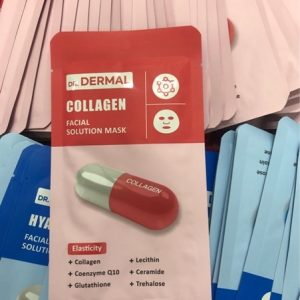 DR. DERMAL
COLLAGEN
FACIAL
SOLUTION MASK
COLLAGEN
Elasticity
+ Collagen
+ Coenzyme Q10
+ Glutathione
+ Lecithin
+ Ceramide
+ Trehalose
DR.
HYA
FACIAL
SOLUTI